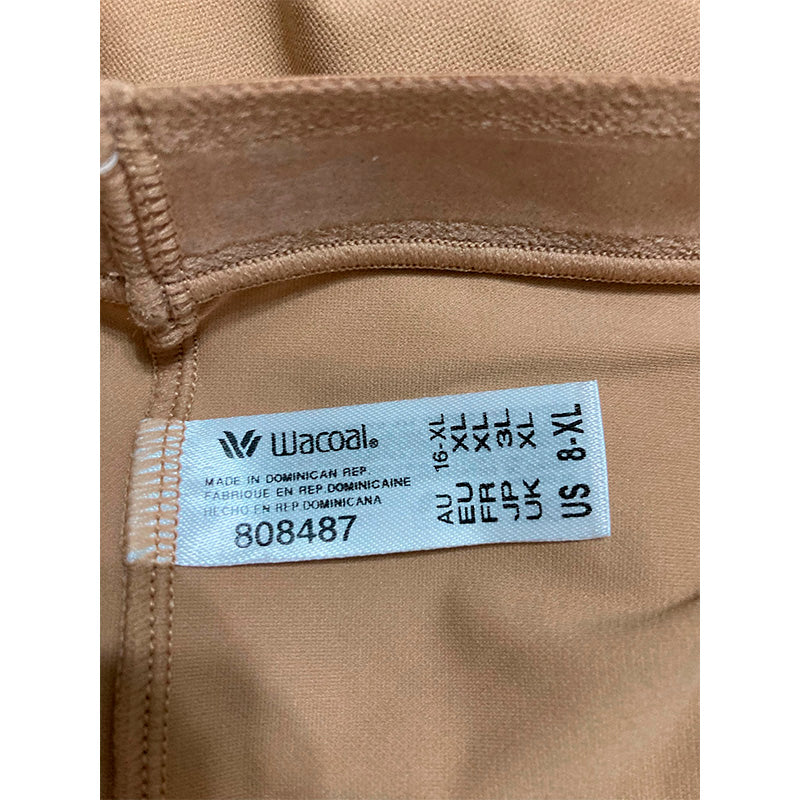 Wacoal®
MADE IN DOMINICAN REP.
FABRIQUE EN REP.DOMINICAINE
HECHO EN REP.DOMINICANA
808487
AU 16-XL
EU XL
FR XL
JP 3L
UK XL
US 8-XL